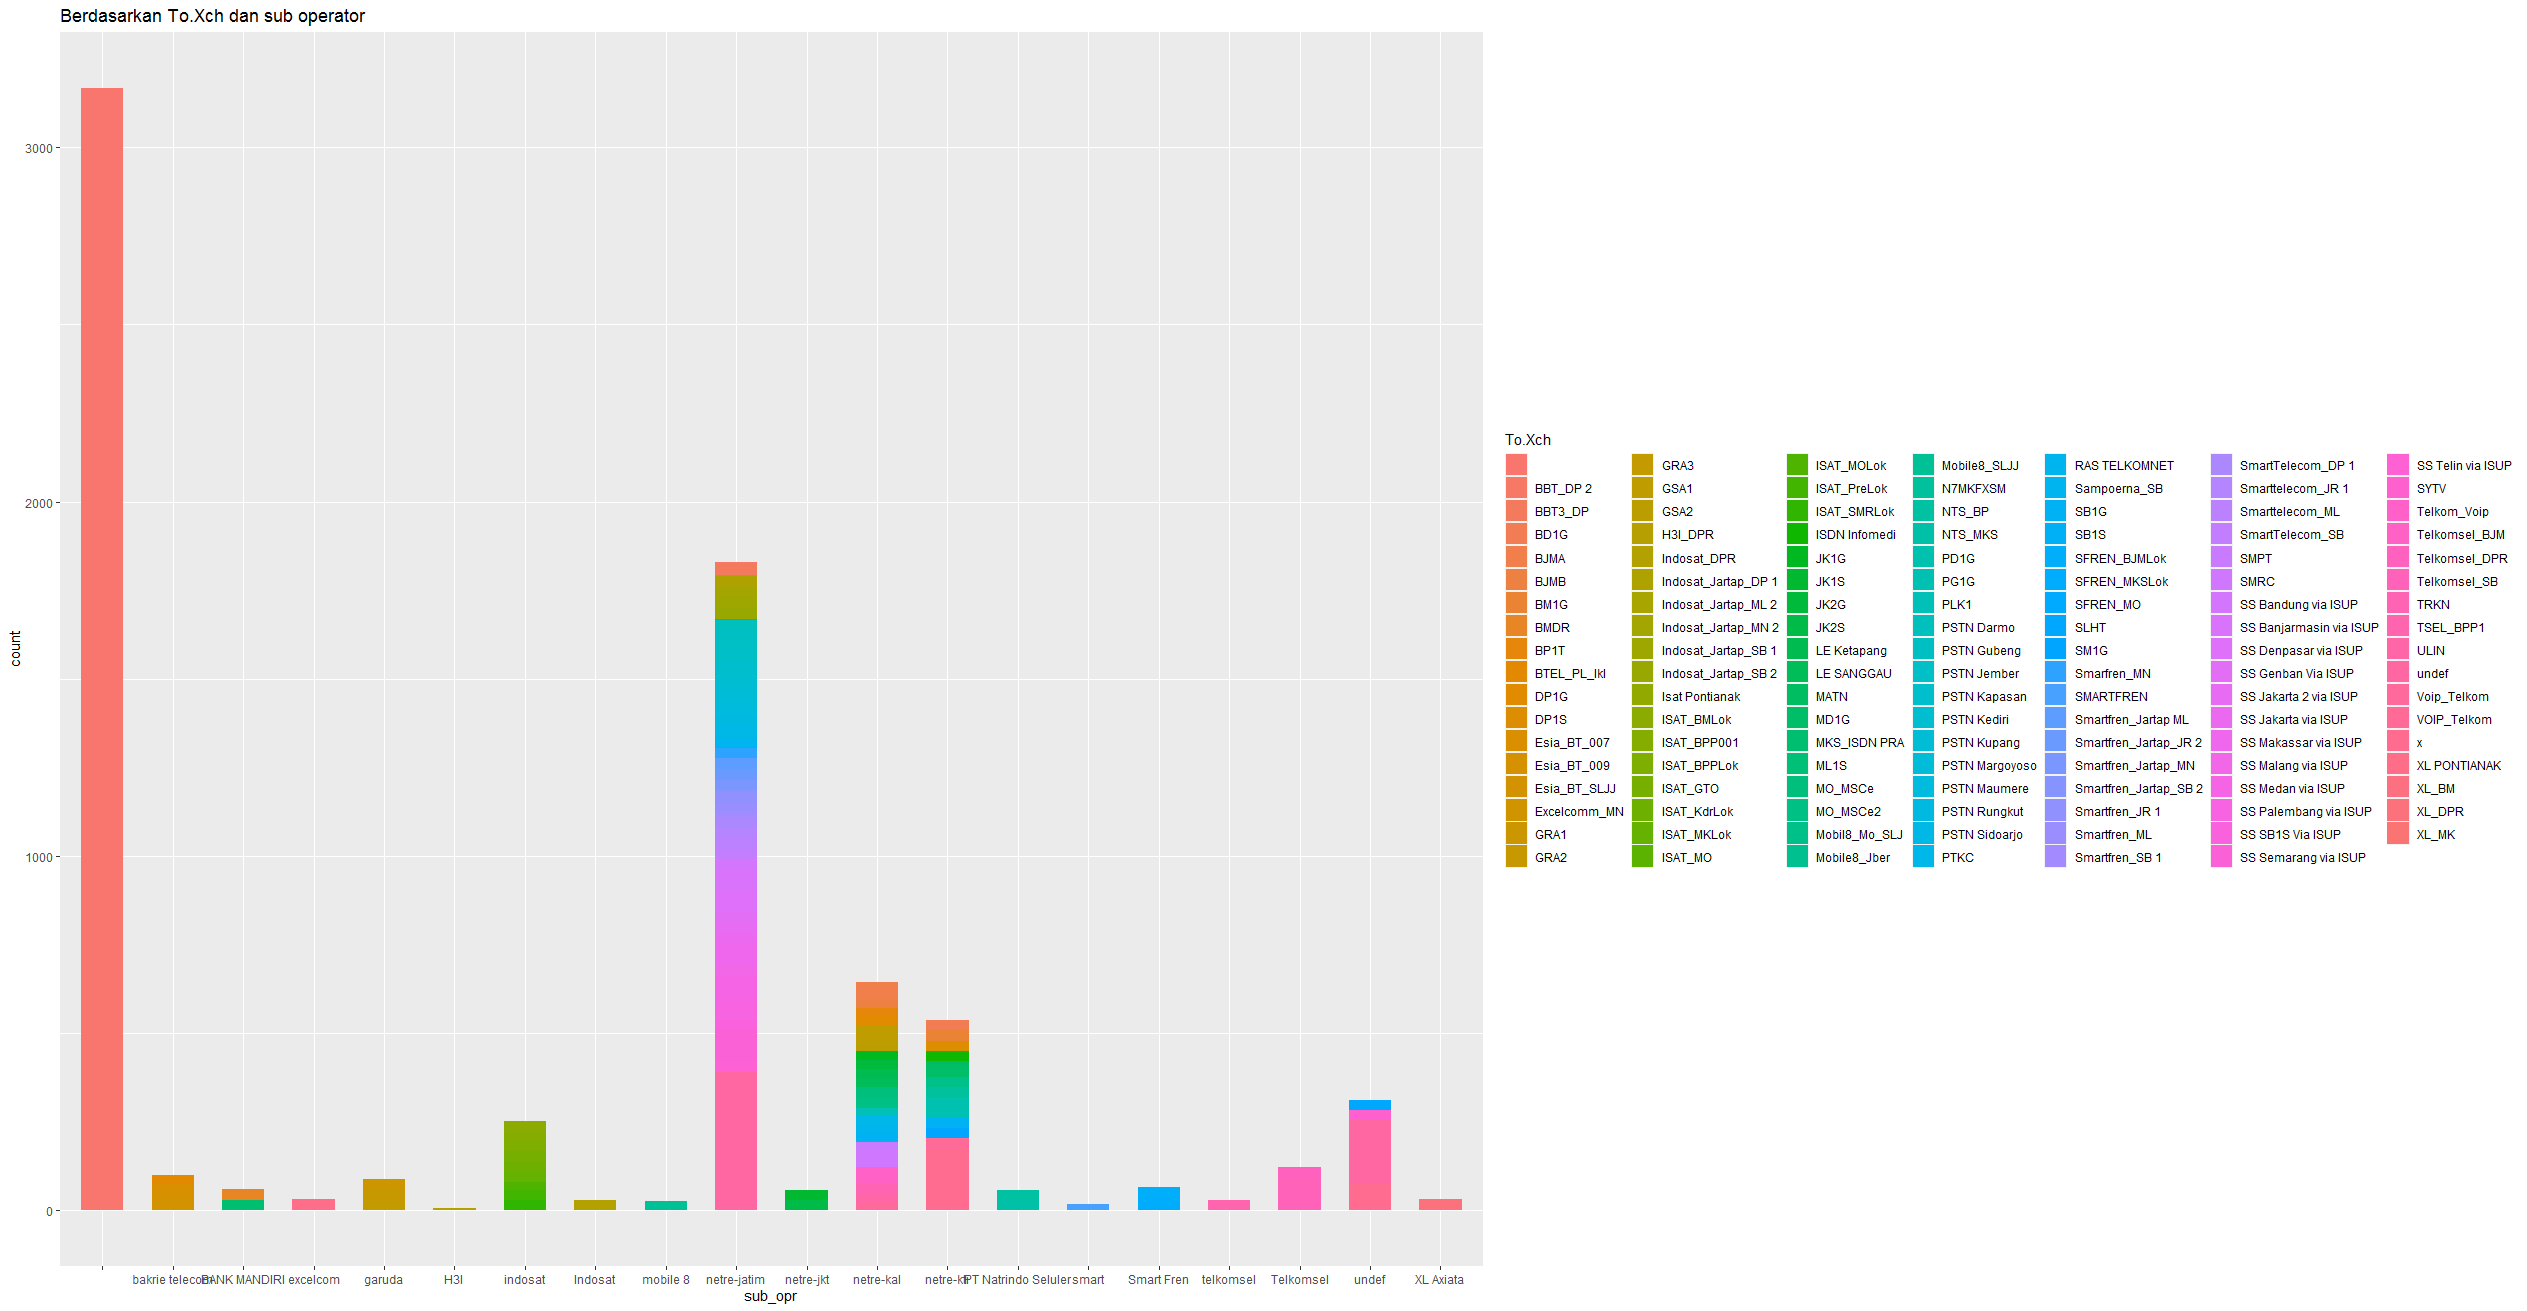 Berdasarkan To.Xch dan sub operator
3000
2000
1000
0
count
bakrie telecom BANK MANDIRI excelcom garuda H3I indosat Indosat mobile 8 netre-jatim netre-jkt netre-kal PT Natrindo Seluler smart Smart Fren telkomsel Telkomsel undef XL Axiata
sub_opr
To.Xch
BBT_DP 2
BBT3_DP
BD1G
BJMA
BJMB
BM1G
BMDR
BP1T
DP1G
DP1S
Esia_BT_007
Esia_BT_009
Esia_BT_SLJJ
Excelcomm_MN
GRA1
GRA2
GRA3
GSA1
GSA2
H3I_DPR
Indosat_DPR
Indosat_Jartap_DP 1
Indosat_Jartap_ML 2
Indosat_Jartap_MN 2
Indosat_Jartap_SB 1
Indosat_Jartap_SB 2
Isat Pontianak
ISAT_BMLok
ISAT_BPP001
ISAT_BPPLok
ISAT_GTO
ISAT_KdrLok
ISAT_MKLok
ISAT_MO
ISAT_MOLok
ISAT_PreLok
ISAT_SMRLok
ISDN Infomedi
JK1G
JK1S
JK2G
JK2S
LE Ketapang
LE SANGGAU
MATN
MD1G
MKS_ISDN PRA
ML1S
MO_MSCe
MO_MSCe2
Mobil8_Mo_SLJ
Mobile8_Jber
Mobile8_SLJJ
N7MKFXSM
NTS_BP
NTS_MKS
PD1G
PG1G
PLK1
PSTN Darmo
PSTN Gubeng
PSTN Jember
PSTN Kapasan
PSTN Kediri
PSTN Kupang
PSTN Margoyoso
PSTN Maumere
PSTN Rungkut
PSTN Sidoarjo
PTKC
RAS TELKOMNET
Sampoerna_SB
SB1G
SB1S
SFREN_BJMLok
SFREN_MKSLok
SFREN_MO
SLHT
SM1G
Smarfren_MN
SMARTFREN
Smartfren_Jartap ML
Smartfren_Jartap_JR 2
Smartfren_Jartap_MN
Smartfren_Jartap_SB 2
Smartfren_JR 1
Smartfren_ML
Smartfren_SB 1
SmartTelecom_DP 1
Smarttelecom_JR 1
Smarttelecom_ML
SmartTelecom_SB
SMPT
SMRC
SS Bandung via ISUP
SS Banjarmasin via ISUP
SS Denpasar via ISUP
SS Genban Via ISUP
SS Jakarta 2 via ISUP
SS Jakarta via ISUP
SS Makassar via ISUP
SS Malang via ISUP
SS Medan via ISUP
SS Palembang via ISUP
SS SB1S Via ISUP
SS Semarang via ISUP
SS Telin via ISUP
SYTV
Telkom_Voip
Telkomsel_BJM
Telkomsel_DPR
Telkomsel_SB
TRKN
TSEL_BPP1
ULIN
undef
Voip_Telkom
VOIP_Telkom
x
XL PONTIANAK
XL_BM
XL_DPR
XL_MK